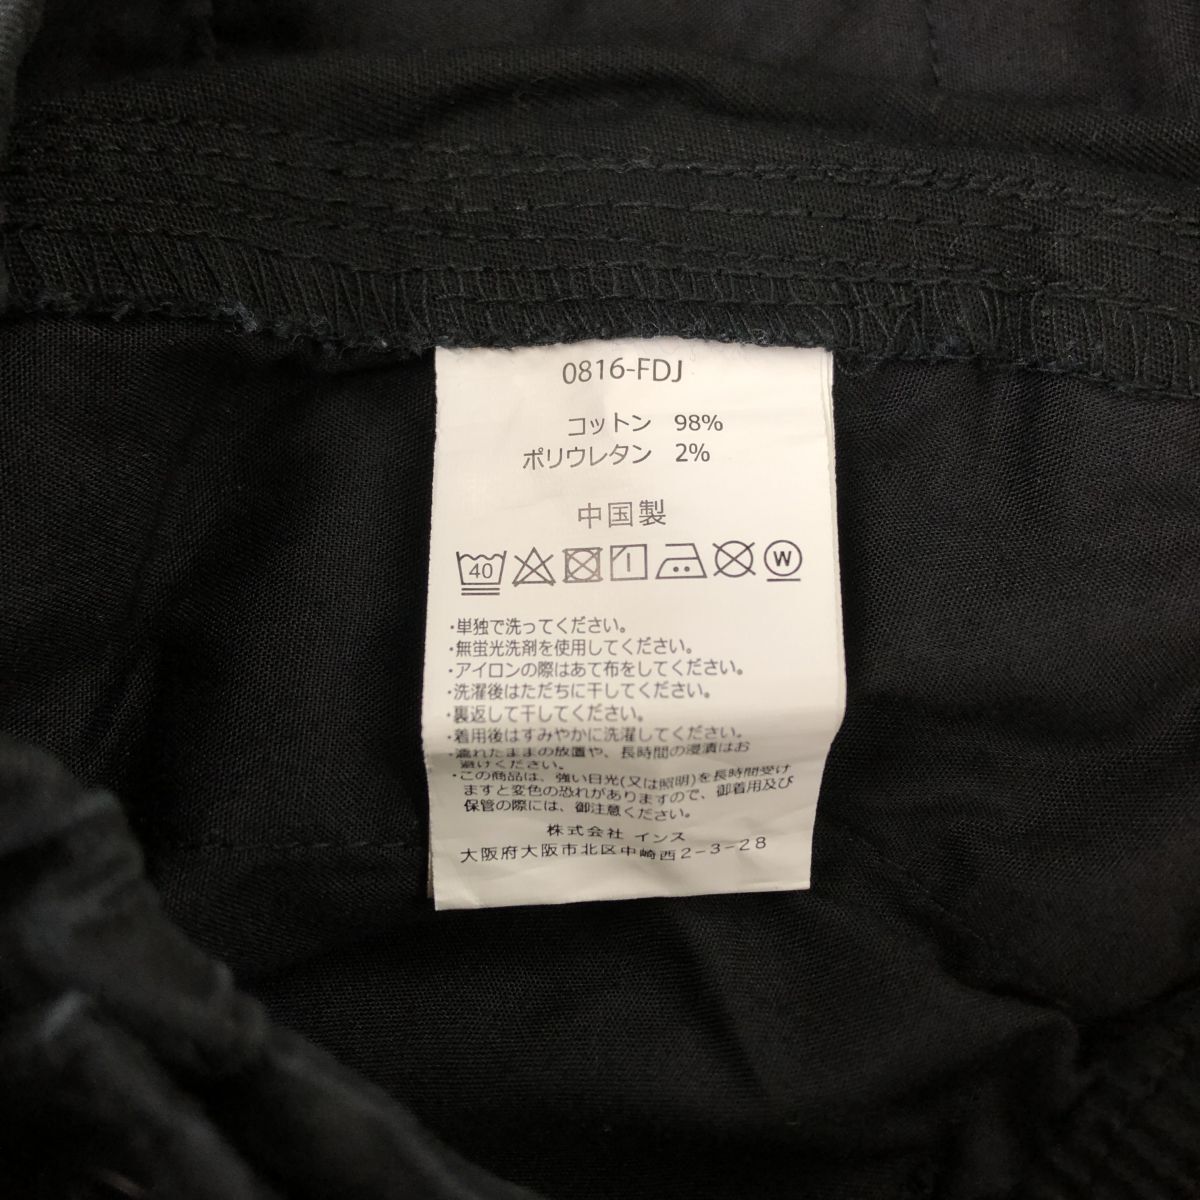 0816-FDJ
コットン 98%
ポリウレタン 2%
中国製
40 W
・単独で洗ってください。
・無蛍光洗剤を使用してください。
・アイロンの際はあて布をしてください。
・洗濯後はただちに干してください。
・裏返して干してください。
・着用後はすみやかに洗濯してください。
・濡れたままの放置や、長時間の浸漬はお
避けください。
・この商品は、強い日光(又は照明)を長時間受け
ますと変色の恐れがありますので、御着用及び
保管の際には、御注意ください。
株式会社 インス
大阪府大阪市北区中崎西2-3-28